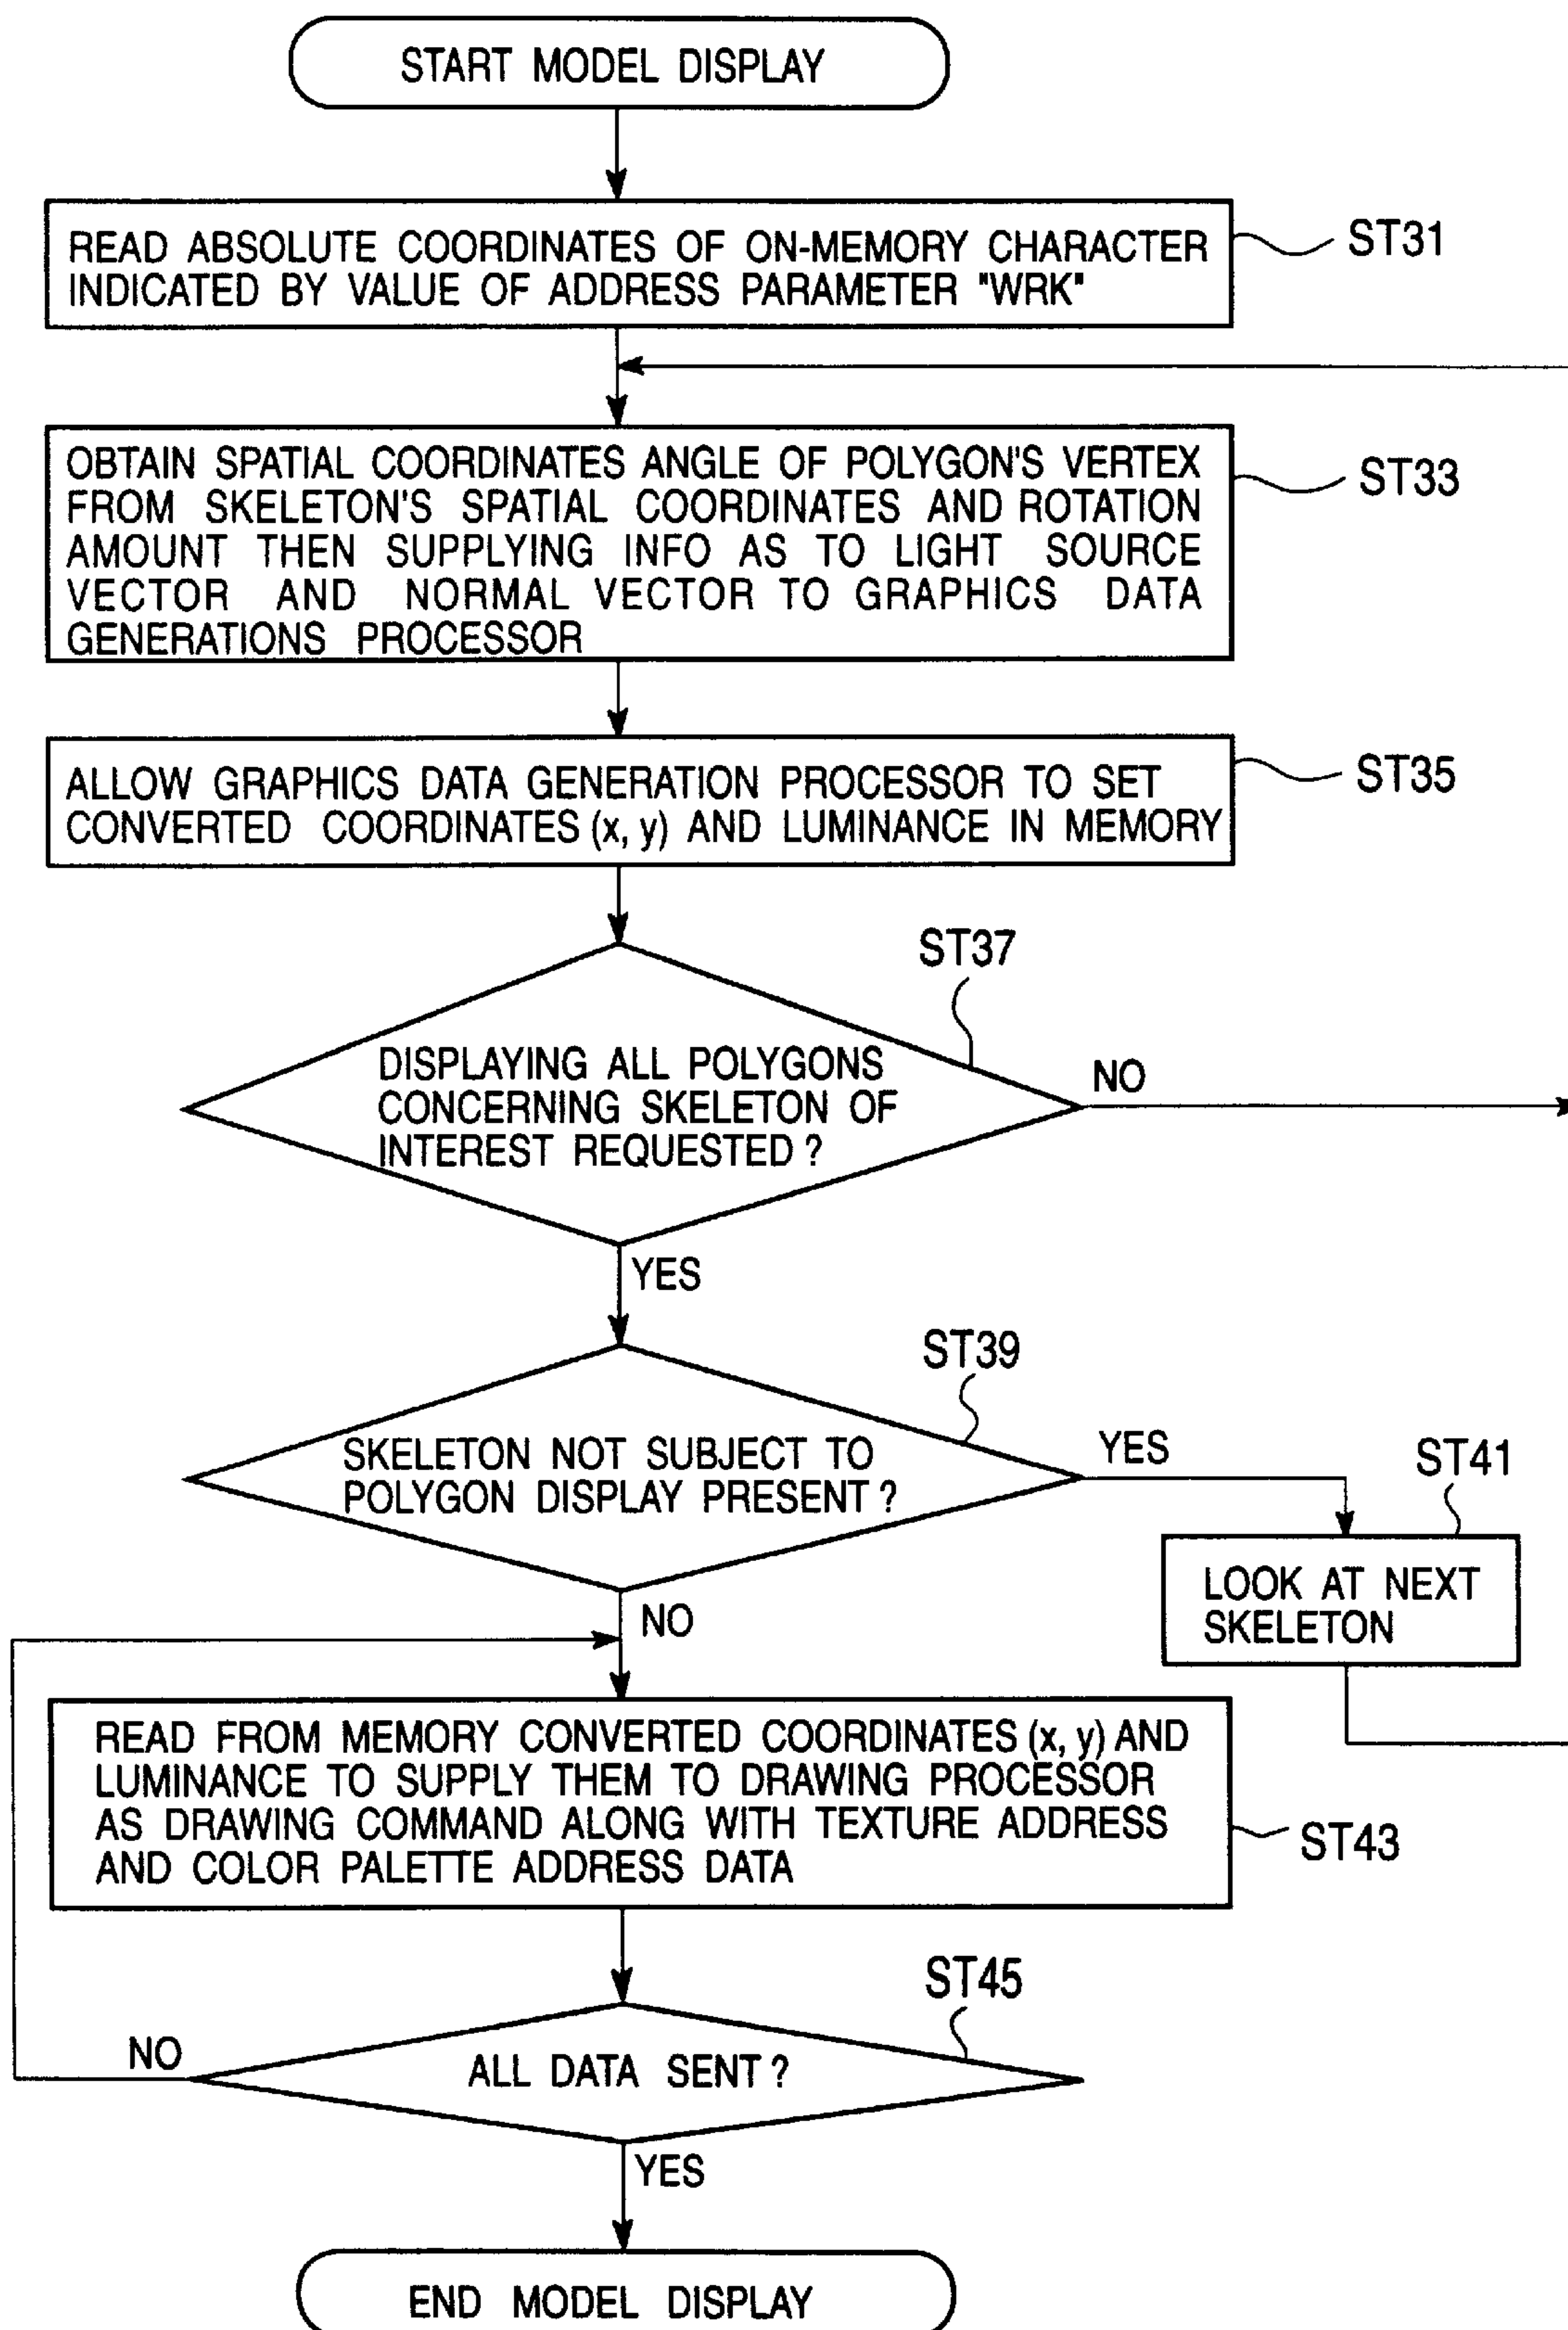 START MODEL DISPLAY
READ ABSOLUTE COORDINATES OF ON-MEMORY CHARACTER
INDICATED BY VALUE OF ADDRESS PARAMETER "WRK"
ST31
OBTAIN SPATIAL COORDINATES ANGLE OF POLYGON'S VERTEX
FROM SKELETON'S SPATIAL COORDINATES AND ROTATION
AMOUNT THEN SUPPLYING INFO AS TO LIGHT SOURCE
VECTOR AND NORMAL VECTOR TO GRAPHICS DATA
GENERATIONS PROCESSOR
ST33
ALLOW GRAPHICS DATA GENERATION PROCESSOR TO SET
CONVERTED COORDINATES (x, y) AND LUMINANCE IN MEMORY
ST35
ST37
DISPLAYING ALL POLYGONS
CONCERNING SKELETON OF
INTEREST REQUESTED ?
NO
YES
ST39
SKELETON NOT SUBJECT TO
POLYGON DISPLAY PRESENT ?
YES
ST41
LOOK AT NEXT
SKELETON
NO
READ FROM MEMORY CONVERTED COORDINATES (x, y) AND
LUMINANCE TO SUPPLY THEM TO DRAWING PROCESSOR
AS DRAWING COMMAND ALONG WITH TEXTURE ADDRESS
AND COLOR PALETTE ADDRESS DATA
ST43
ST45
NO
ALL DATA SENT ?
YES
END MODEL DISPLAY